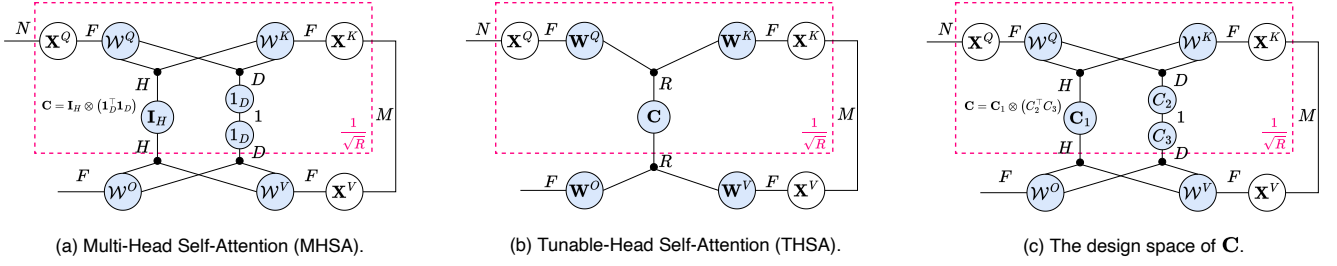 N X^Q F 𝒲^Q 𝒲^K F X^K
H D
1_D
C = I_H ⊗ (1_D^⊤ 1_D) I_H 1 M
1_D 1/√R
H D
F 𝒲^O 𝒲^V F X^V
(a) Multi-Head Self-Attention (MHSA).
N X^Q F W^Q W^K F X^K
R
C M
1/√R
R
F W^O W^V F X^V
(b) Tunable-Head Self-Attention (THSA).
N X^Q F 𝒲^Q 𝒲^K F X^K
H D
C_2
C = C_1 ⊗ (C_2^⊤ C_3) C_1 1 M
C_3 1/√R
H D
F 𝒲^O 𝒲^V F X^V
(c) The design space of C.